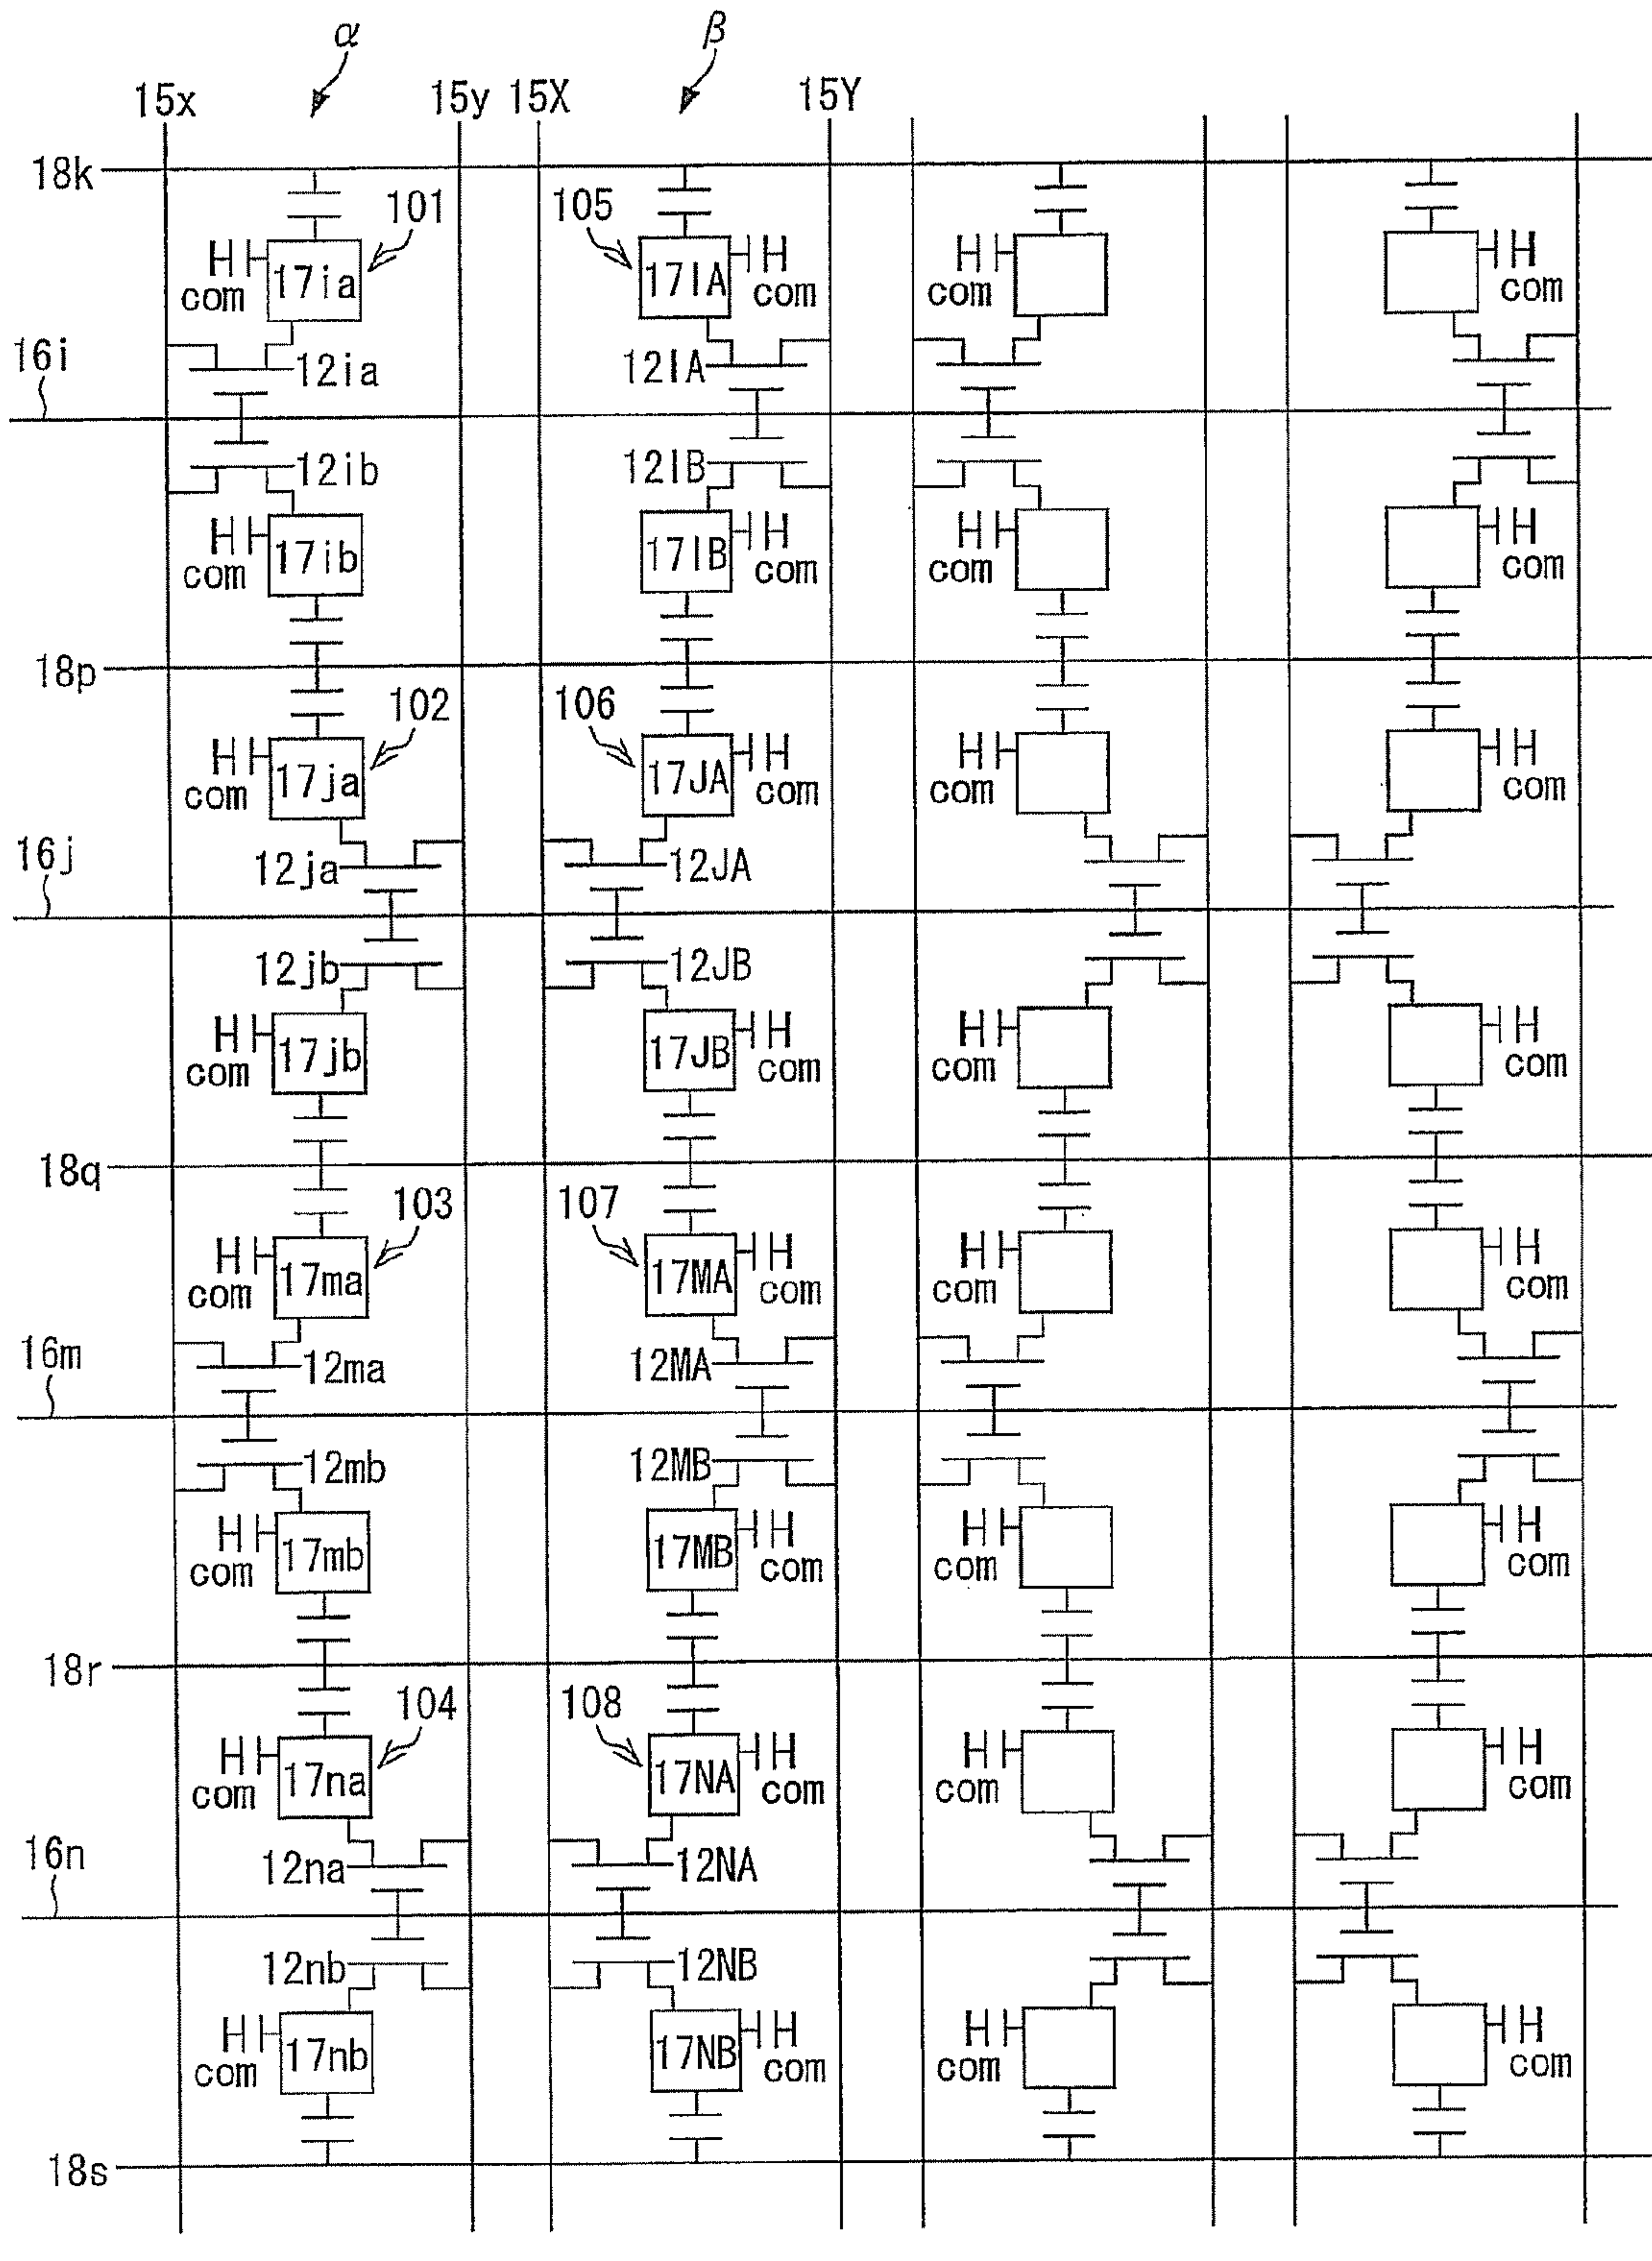 α β
15x 15y 15X 15Y
18k
101 105
17ia 17IA
com com com com
16i
12ia 12IA
12ib 12IB
17ib 17IB
com com com com
18p
102 106
17ja 17JA
com com com com
16j
12ja 12JA
12jb 12JB
17jb 17JB
com com com com
18q
103 107
17ma 17MA
com com com com
16m
12ma 12MA
12mb 12MB
17mb 17MB
com com com com
18r
104 108
17na 17NA
com com com com
16n
12na 12NA
12nb 12NB
17nb 17NB
com com com com
18s